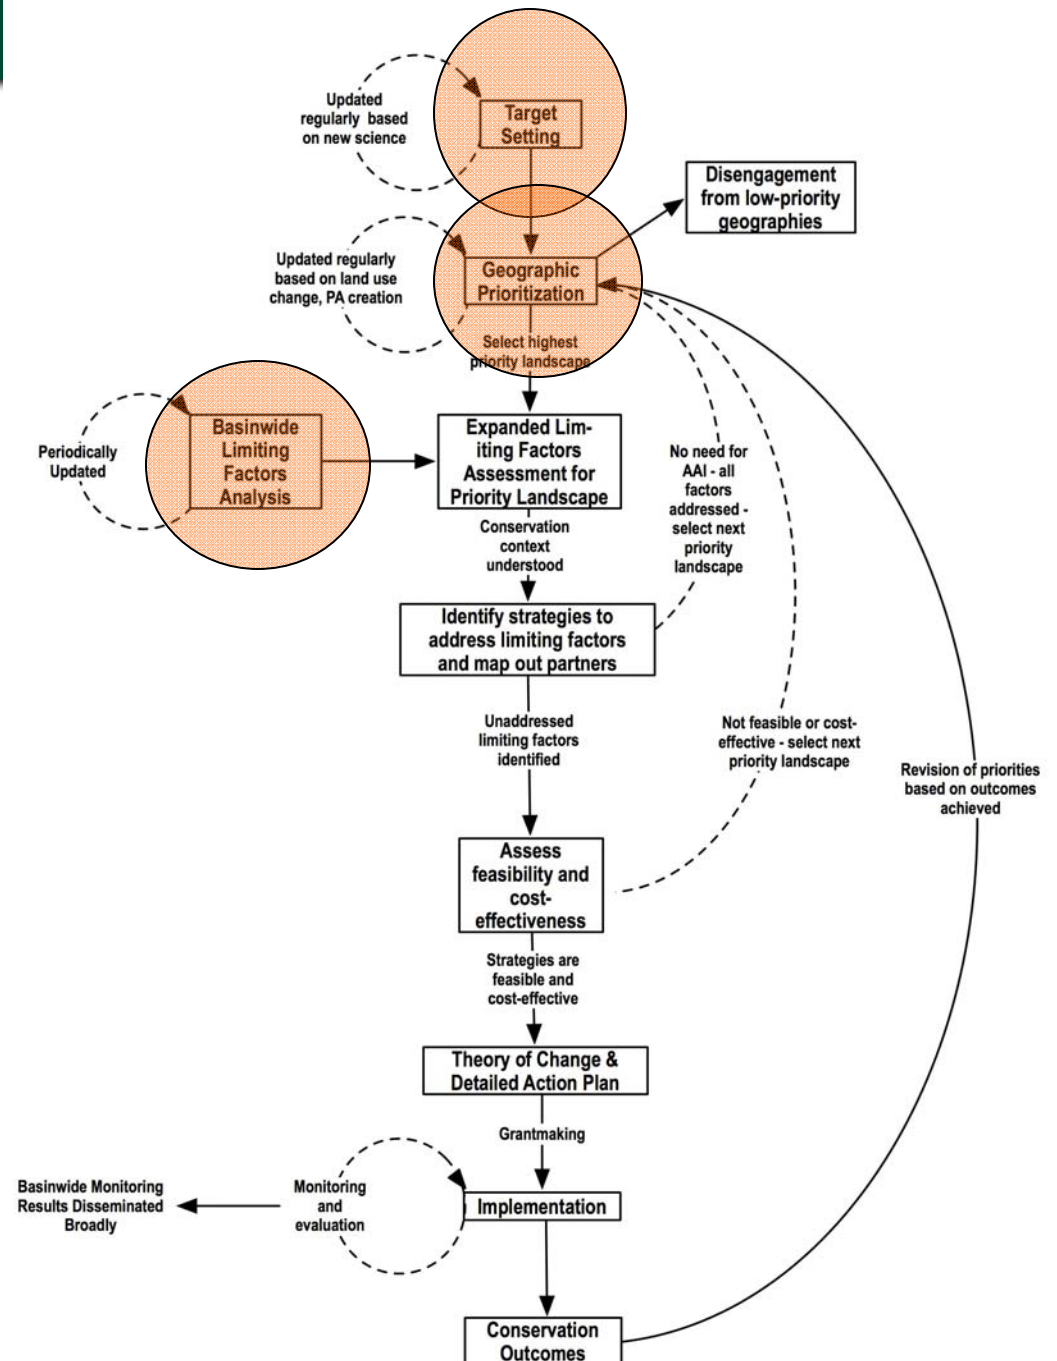 Updated
regularly based
on new science
Target
Setting
Disengagement
from low-priority
geographies
Updated regularly
based on land use
change, PA creation
Geographic
Prioritization
Select highest
priority landscape
Periodically
Updated
Basinwide
Limiting
Factors
Analysis
Expanded Lim-
iting Factors
Assessment for
Priority Landscape
No need for
AAI - all
factors
addressed -
select next
priority
landscape
Conservation
context
understood
Identify strategies to
address limiting factors
and map out partners
Unaddressed
limiting factors
identified
Not feasible or cost-
effective - select next
priority landscape
Revision of priorities
based on outcomes
achieved
Assess
feasibility and
cost-
effectiveness
Strategies are
feasible and
cost-effective
Theory of Change &
Detailed Action Plan
Grantmaking
Basinwide Monitoring
Results Disseminated
Broadly
Monitoring
and
evaluation
Implementation
Conservation
Outcomes